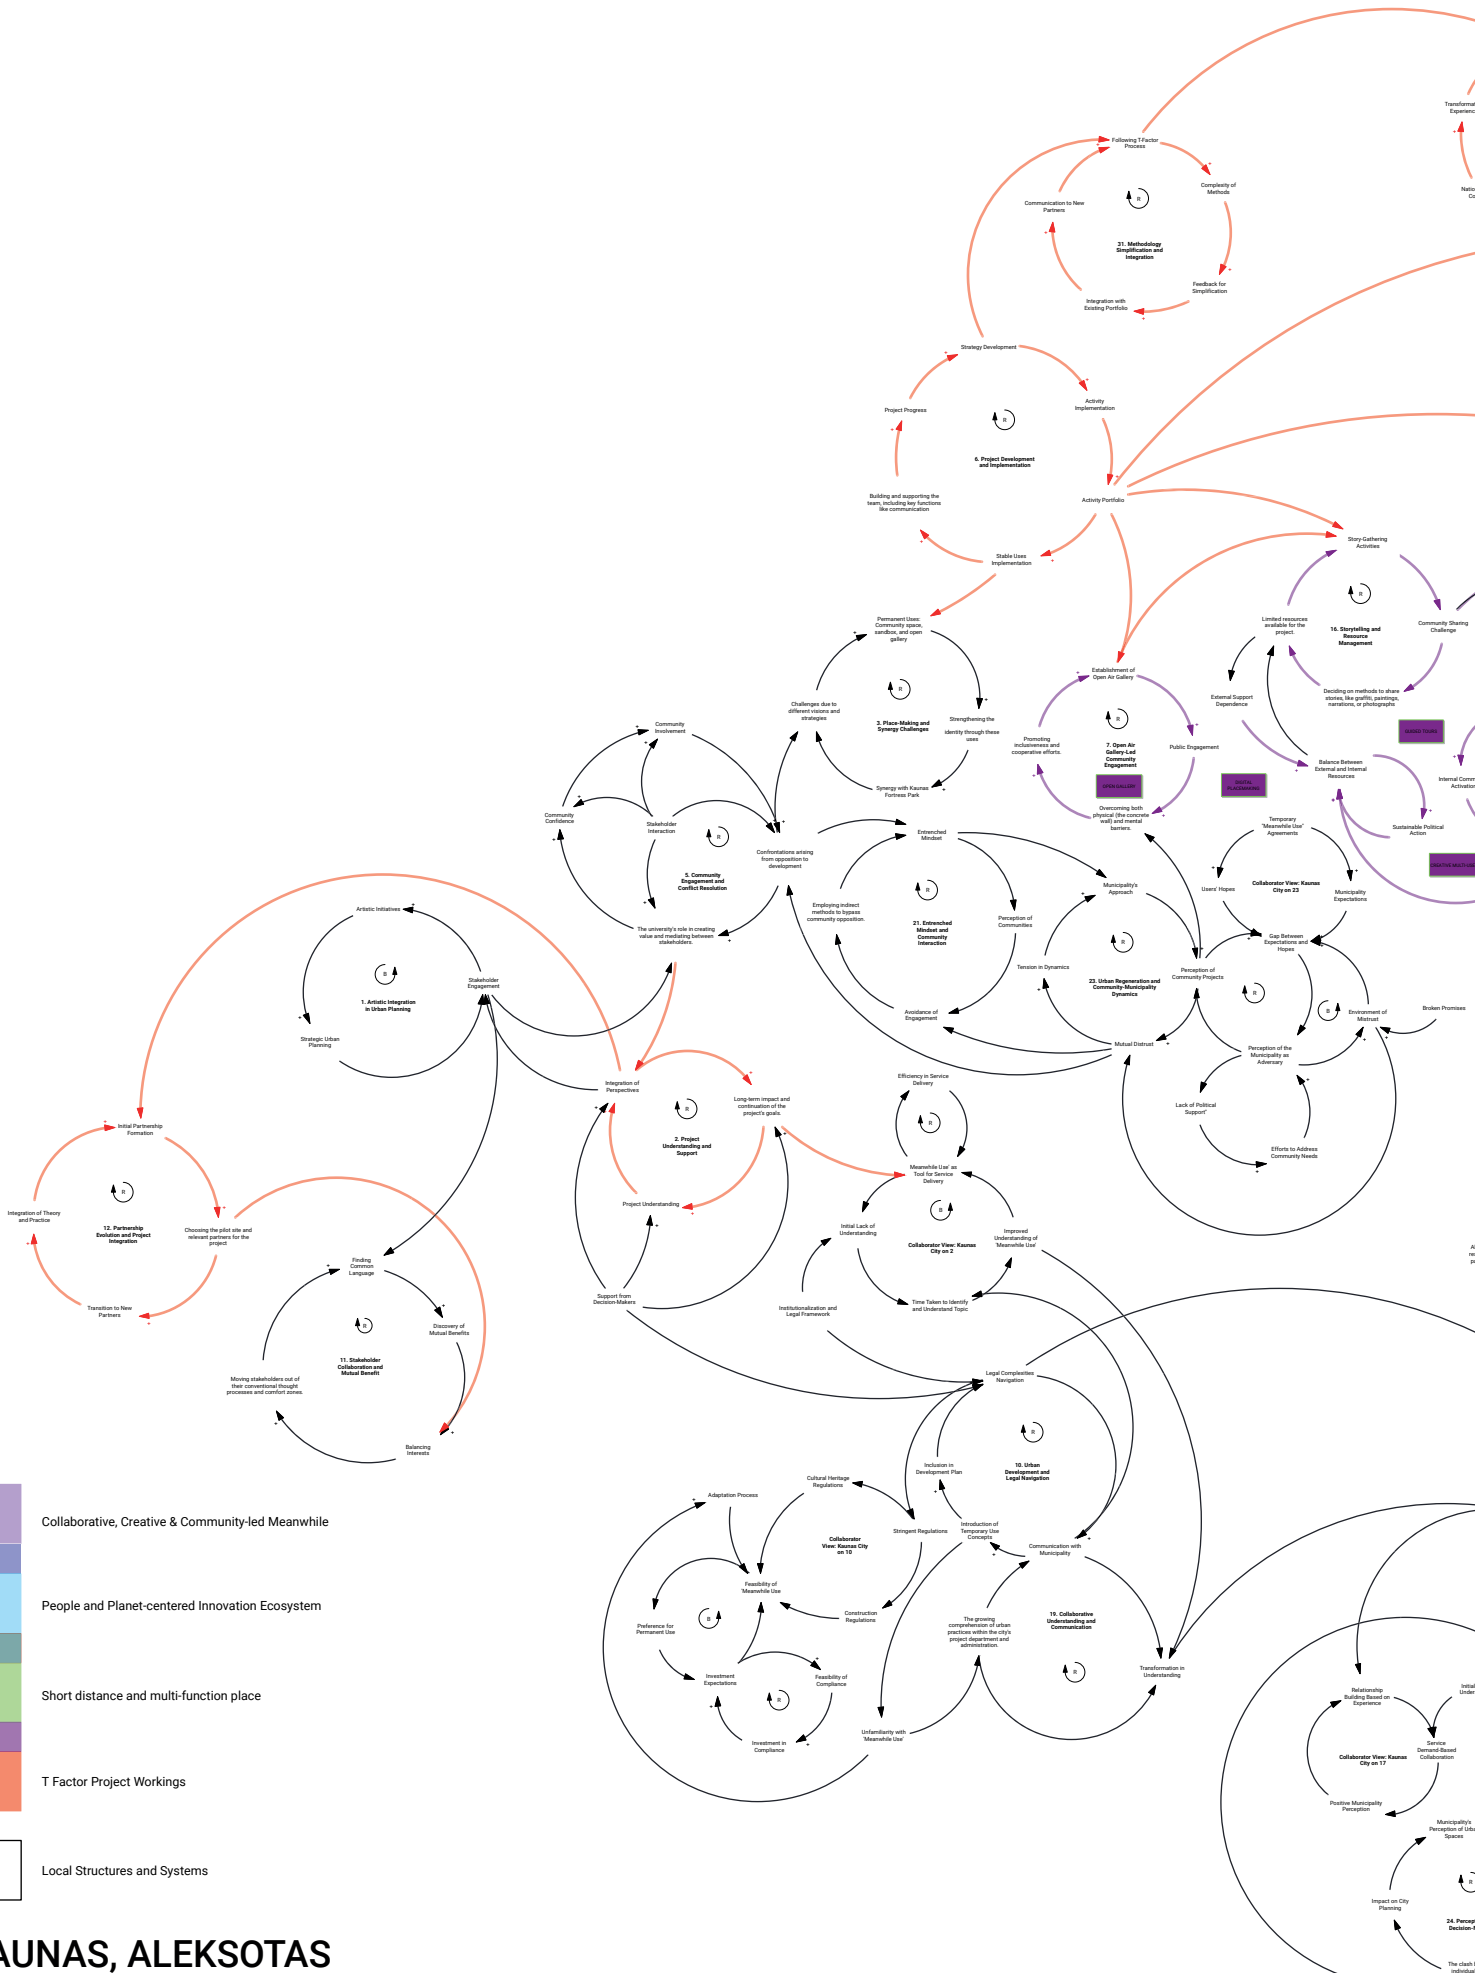 Transformat
Experienc
Following T-Factor
Process
Complexity of
Methods
Communication to New
Partners
R
31. Methodology
Simplification and
Integration
Natio
Co
Feedback for
Simplification
Integration with
Existing Portfolio
Strategy Development
Project Progress
Activity
Implementation
R
6. Project Development
and Implementation
Building and supporting the
team, including key functions
like communication
Activity Portfolio
Stable Uses
Implementation
Story-Gathering
Activities
R
16. Storytelling and
Resource
Management
Limited resources
available for the
project.
Community Sharing
Challenge
External Support
Dependence
Deciding on methods to share
stories, like graffiti, paintings,
narrations, or photographs
Permanent Uses:
Community space,
sandbox, and open
gallery
R
3. Place-Making and
Synergy Challenges
Challenges due to
different visions and
strategies
Strengthening the
identity through these
uses
Synergy with Kaunas
Fortress Park
Establishment of
Open Air Gallery
R
7. Open Air
Gallery-Led
Community
Engagement
Public Engagement
Promoting
inclusiveness and
cooperative efforts.
OPEN GALLERY
Overcoming both
physical (the concrete
wall) and mental
barriers.
DIGITAL
PLACEMAKING
Balance Between
External and Internal
Resources
Internal Comm
Activation
Sustainable Political
Action
Community
Involvement
Community
Confidence
Stakeholder
Interaction
R
5. Community
Engagement and
Conflict Resolution
Confrontations arising
from opposition to
development
The university's role in creating
value and mediating between
stakeholders.
Entrenched
Mindset
R
21. Entrenched
Mindset and
Community
Interaction
Employing indirect
methods to bypass
community opposition.
Perception of
Communities
Avoidance of
Engagement
Municipality's
Approach
R
23. Urban Regeneration and
Community-Municipality
Dynamics
Tension in Dynamics
Perception of
Community Projects
Mutual Distrust
Temporary
"Meanwhile Use"
Agreements
Users' Hopes
Collaborator View: Kaunas
City on 23
Municipality
Expectations
Gap Between
Expectations and
Hopes
R
B
Environment of
Mistrust
Broken Promises
Perception of the
Municipality as
Adversary
Lack of Political
Support"
Efforts to Address
Community Needs
Artistic Initiatives
B
1. Artistic Integration
in Urban Planning
Stakeholder
Engagement
Strategic Urban
Planning
Integration of
Perspectives
R
2. Project
Understanding and
Support
Long-term impact and
continuation of the
project's goals.
Project Understanding
Support from
Decision-Makers
Efficiency in Service
Delivery
R
Meanwhile Use' as
Tool for Service
Delivery
B
Collaborator View: Kaunas
City on 2
Initial Lack of
Understanding
Improved
Understanding of
'Meanwhile Use'
Time Taken to Identify
and Understand Topic
Institutionalization and
Legal Framework
Initial Partnership
Formation
R
12. Partnership
Evolution and Project
Integration
Integration of Theory
and Practice
Choosing the pilot site and
relevant partners for the
project
Transition to New
Partners
Finding
Common
Language
R
11. Stakeholder
Collaboration and
Mutual Benefit
Discovery of
Mutual Benefits
Moving stakeholders out of
their conventional thought
processes and comfort zones.
Balancing
Interests
Legal Complexities
Navigation
R
10. Urban
Development and
Legal Navigation
Inclusion in
Development Plan
Introduction of
Temporary Use
Concepts
Communication with
Municipality
Adaptation Process
Cultural Heritage
Regulations
Stringent Regulations
Collaborator
View: Kaunas City
on 10
Feasibility of
'Meanwhile Use
B
Preference for
Permanent Use
Construction
Regulations
Investment
Expectations
R
Feasibility of
Compliance
Investment in
Compliance
The growing
comprehension of urban
practices within the city's
project department and
administration.
19. Collaborative
Understanding and
Communication
R
Transformation in
Understanding
Unfamiliarity with
'Meanwhile Use'
Relationship
Building Based on
Experience
Initial
Under
Service
Demand-Based
Collaboration
Collaborator View: Kaunas
City on 17
Positive Municipality
Perception
Municipality's
Perception of Urba
Spaces
R
Impact on City
Planning
24. Percep
Decision-M
The clash
individual
Collaborative, Creative & Community-led Meanwhile
People and Planet-centered Innovation Ecosystem
Short distance and multi-function place
T Factor Project Workings
Local Structures and Systems
AUNAS, ALEKSOTAS